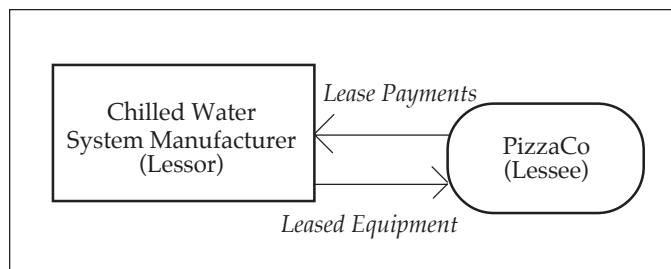 Chilled Water
System Manufacturer
(Lessor)
Lease Payments
PizzaCo
(Lessee)
Leased Equipment